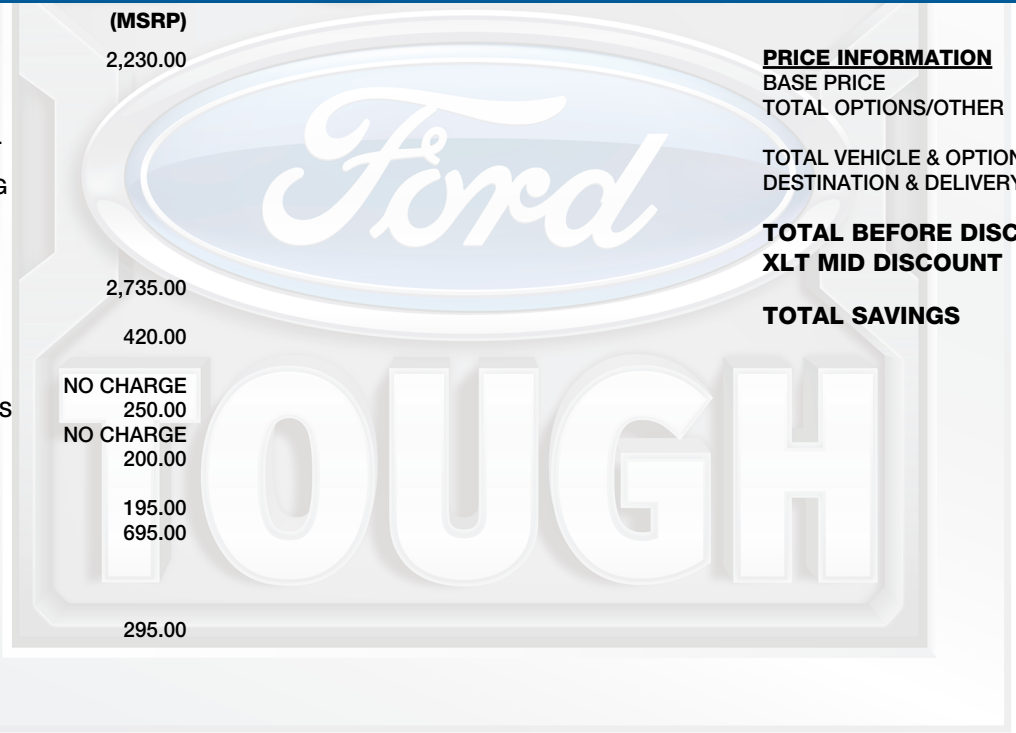 (MSRP)
2,230.00
G
2,735.00
420.00
NO CHARGE
S 250.00
NO CHARGE
200.00
195.00
695.00
295.00
Ford
TOUGH
PRICE INFORMATION
BASE PRICE
TOTAL OPTIONS/OTHER
TOTAL VEHICLE & OPTION
DESTINATION & DELIVERY
TOTAL BEFORE DISC
XLT MID DISCOUNT
TOTAL SAVINGS